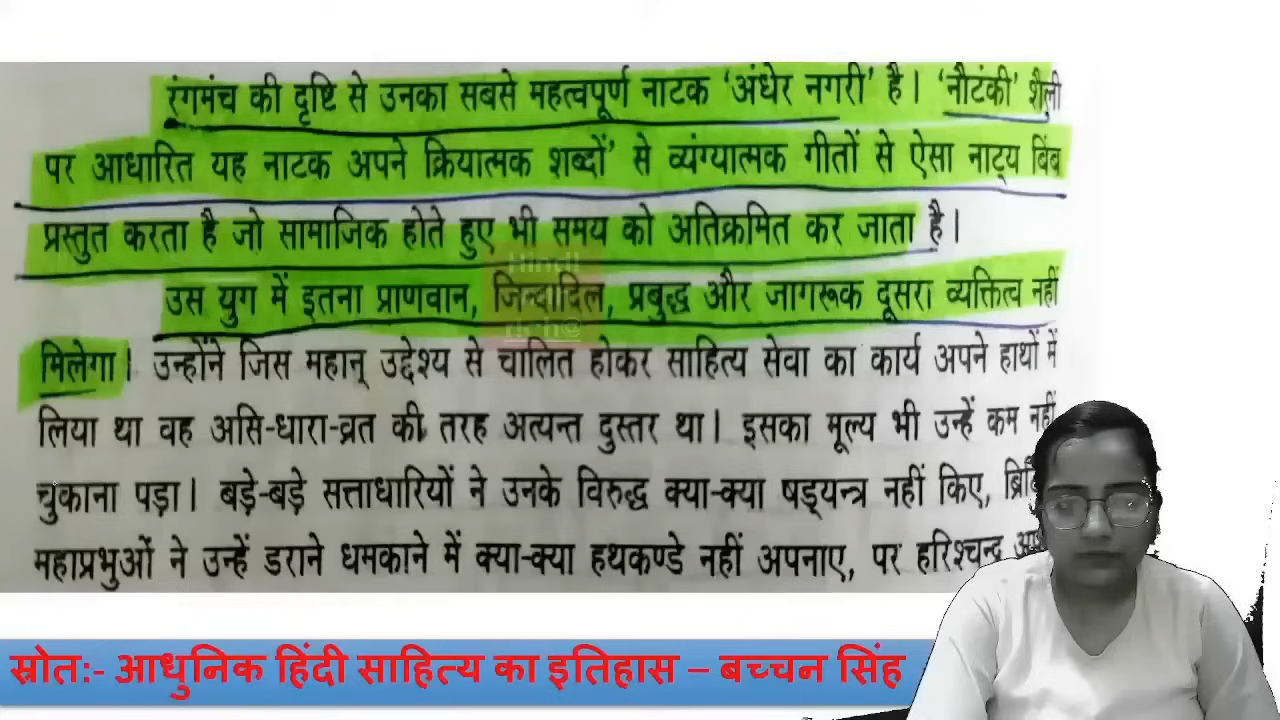 रंगमंच की दृष्टि से उनका सबसे महत्वपूर्ण नाटक ‘अंधेर नगरी’ है। ‘नौटंकी’ शैली
पर आधारित यह नाटक अपने क्रियात्मक शब्दों’ से व्यंग्यात्मक गीतों से ऐसा नाट्य बिंब
प्रस्तुत करता है जो सामाजिक होते हुए भी समय को अतिक्रमित कर जाता है।
उस युग में इतना प्राणवान, जिन्दादिल, प्रबुद्ध और जागरूक दूसरा व्यक्तित्व नहीं
मिलेगा। उन्होंने जिस महान् उद्देश्य से चालित होकर साहित्य सेवा का कार्य अपने हाथों में
लिया था वह असि-धारा-व्रत की तरह अत्यन्त दुस्तर था। इसका मूल्य भी उन्हें कम नहीं
चुकाना पड़ा। बड़े-बड़े सत्ताधारियों ने उनके विरुद्ध क्या-क्या षड्यन्त्र नहीं किए,
महाप्रभुओं ने उन्हें डराने धमकाने में क्या-क्या हथकण्डे नहीं अपनाए, पर हरिश्चन्द्र
स्रोत:- आधुनिक हिंदी साहित्य का इतिहास – बच्चन सिंह